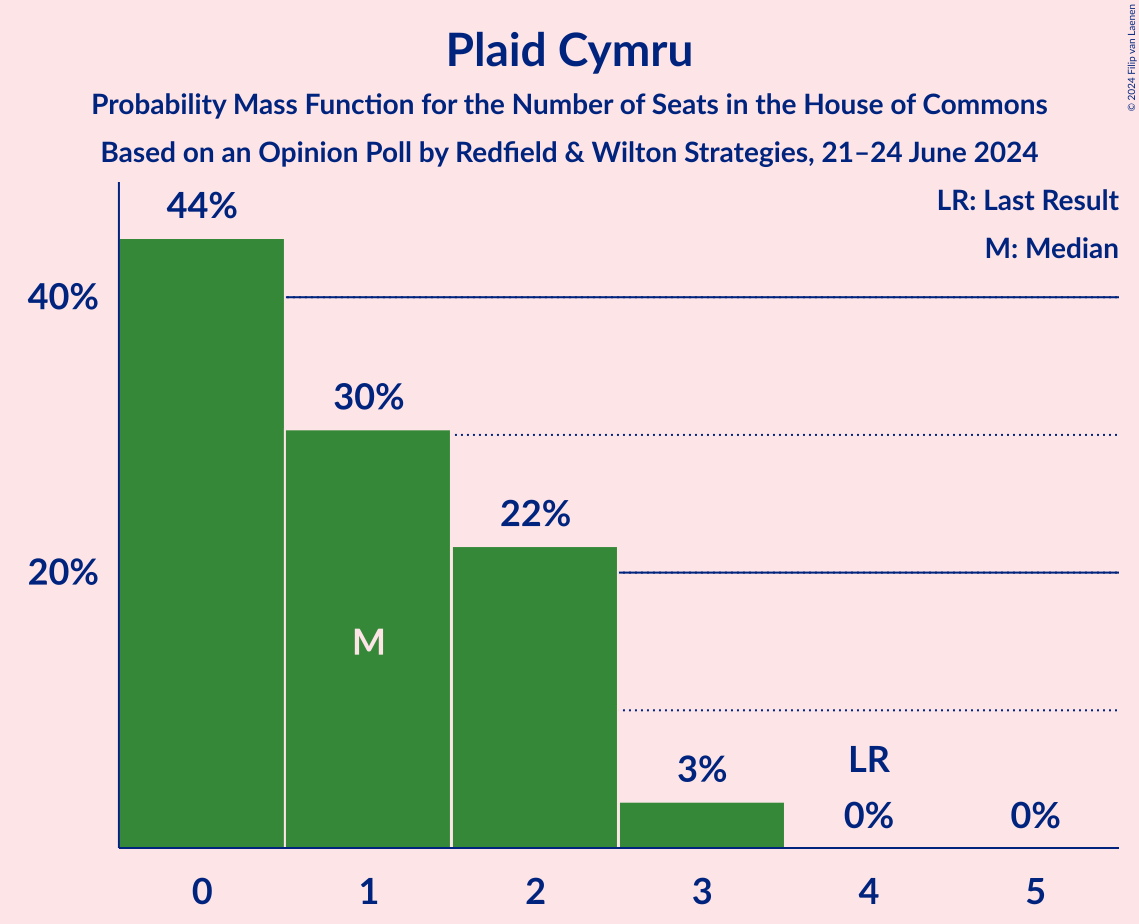 Plaid Cymru
Probability Mass Function for the Number of Seats in the House of Commons
Based on an Opinion Poll by Redfield & Wilton Strategies, 21–24 June 2024
© 2024 Filip van Laenen
LR: Last Result
M: Median
44%
40%
30%
22%
20%
M
3%
LR
0%
0%
0
1
2
3
4
5